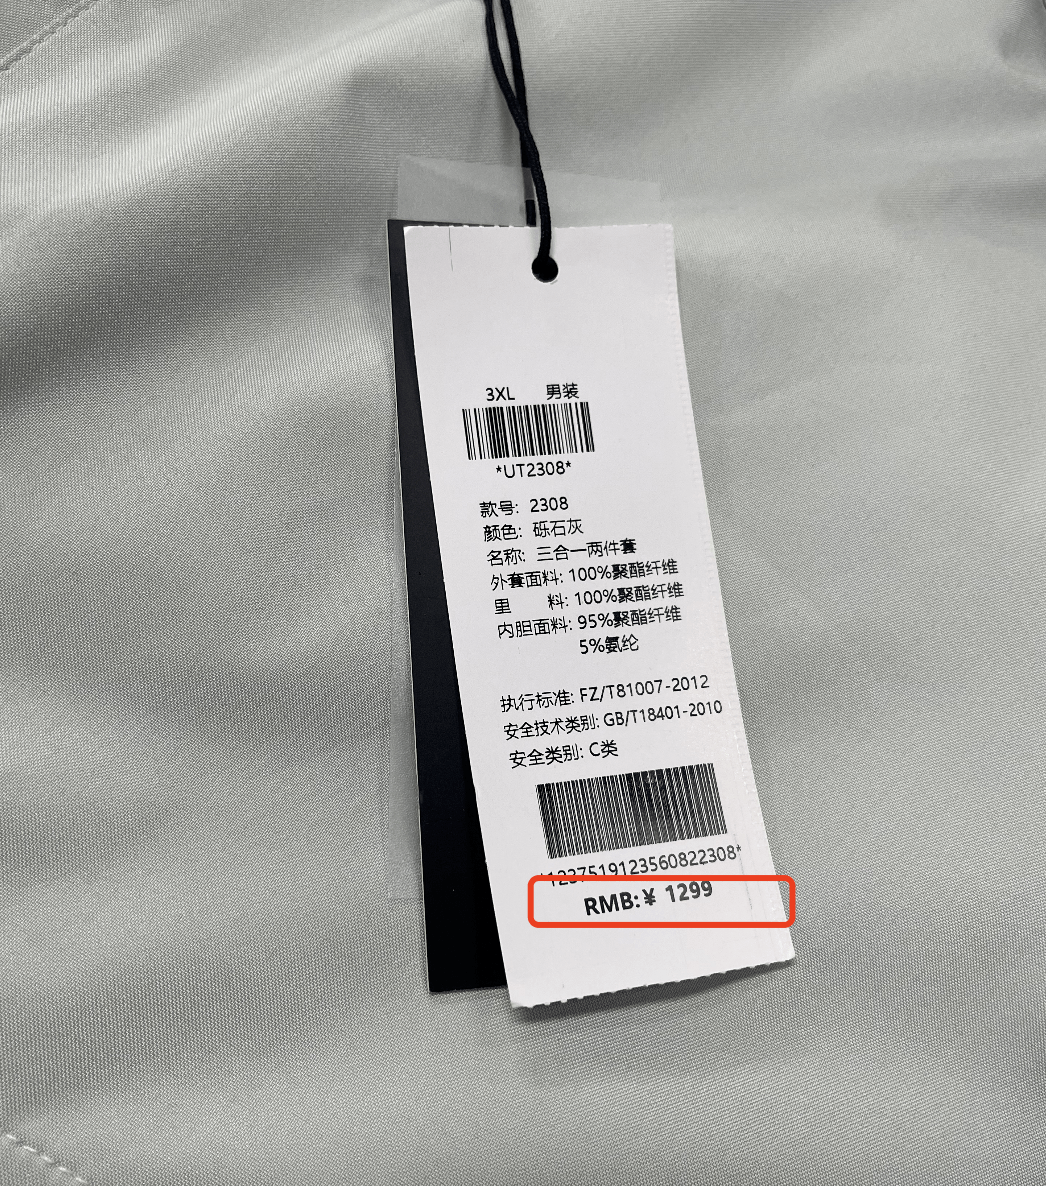 3XL 男装
*UT2308*
款号: 2308
颜色: 砾石灰
名称: 三合一两件套
外套面料: 100%聚酯纤维
里 料: 100%聚酯纤维
内胆面料: 95%聚酯纤维
5%氨纶
执行标准: FZ/T81007-2012
安全技术类别: GB/T18401-2010
安全类别: C类
*1237519123560822308*
RMB:¥ 1299